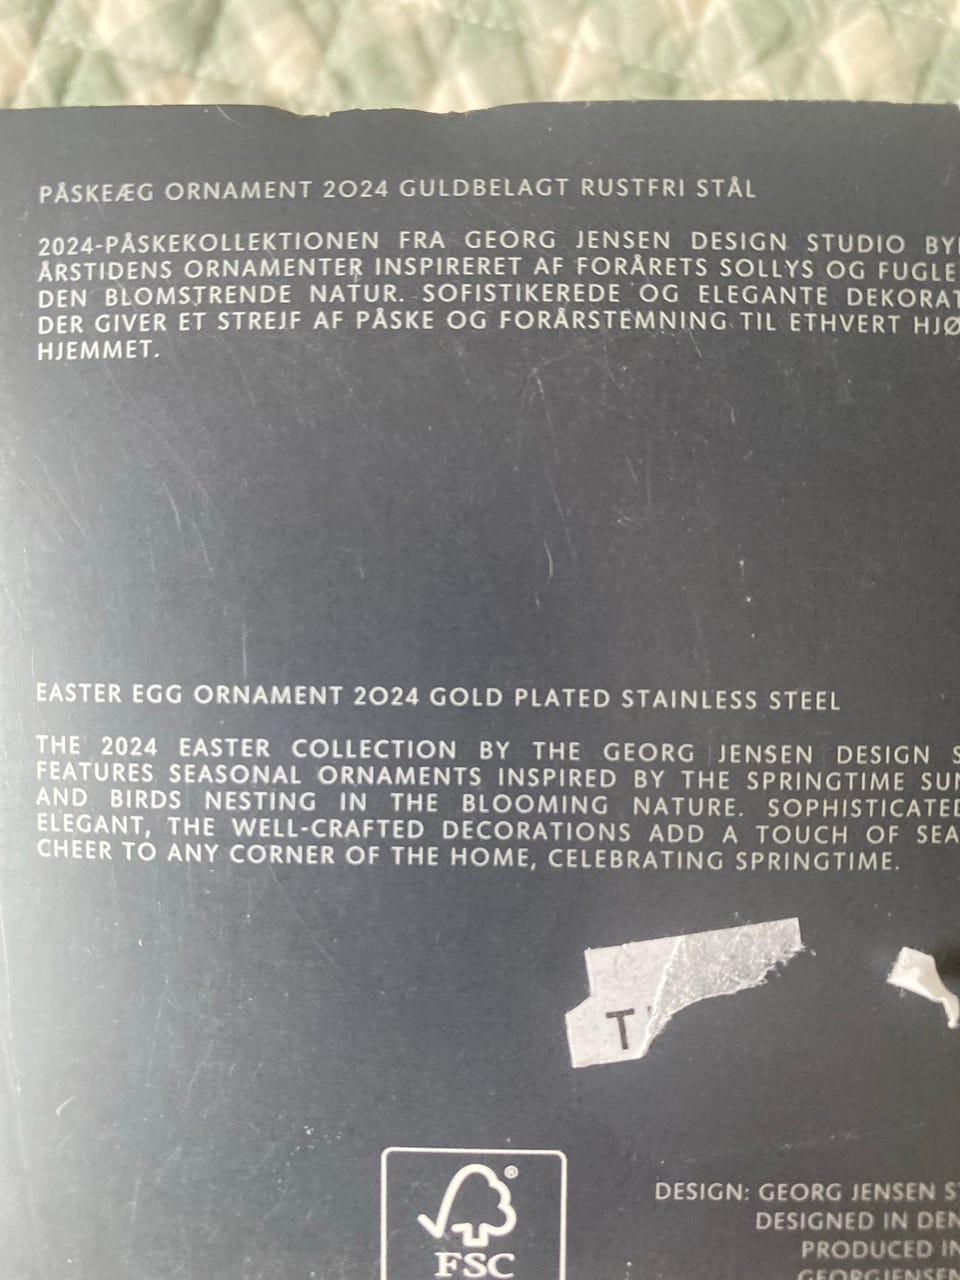 PÅSKEÆG ORNAMENT 2024 GULDBELAGT RUSTFRI STÅL
2024-PÅSKEKOLLEKTIONEN FRA GEORG JENSEN DESIGN STUDIO
ÅRSTIDENS ORNAMENTER INSPIRERET AF FORÅRETS SOLLYS OG
DEN BLOMSTRENDE NATUR. SOFISTIKEREDE OG ELEGANTE
DER GIVER ET STREJF AF PÅSKE OG FORÅRSTEMNING TIL ETHVERT
HJEMMET.
EASTER EGG ORNAMENT 2024 GOLD PLATED STAINLESS STEEL
THE 2024 EASTER COLLECTION BY THE GEORG JENSEN DESIGN
FEATURES SEASONAL ORNAMENTS INSPIRED BY THE SPRINGTIME
AND BIRDS NESTING IN THE BLOOMING NATURE. SOPHISTICATED
ELEGANT, THE WELL-CRAFTED DECORATIONS ADD A TOUCH OF
CHEER TO ANY CORNER OF THE HOME, CELEBRATING SPRINGTIME.
T
®
FSC
DESIGN: GEORG JENSEN
DESIGNED IN
PRODUCED IN